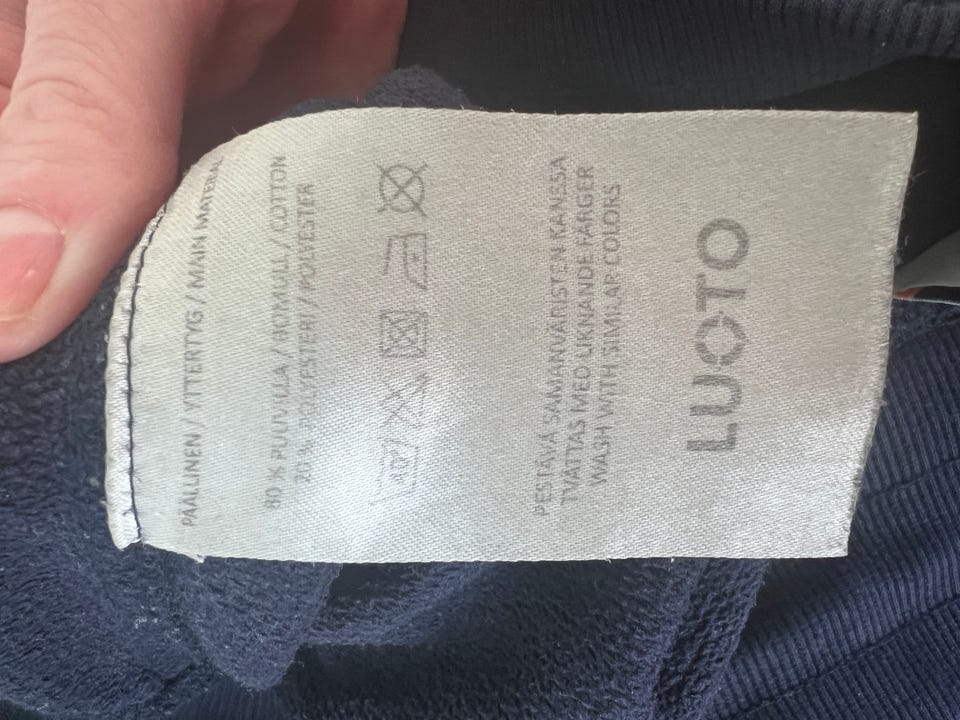 PÄÄLLINEN / YTTERTYG / MAIN MATERIAL
80 % PUUVILLA / BOMULL / COTTON
20 % POLYESTERI / POLYESTER
40°
PESTÄVÄ SAMANVÄRISTEN KANSSA
TVÄTTAS MED LIKNANDE FÄRGER
WASH WITH SIMILAR COLORS
LUOTO